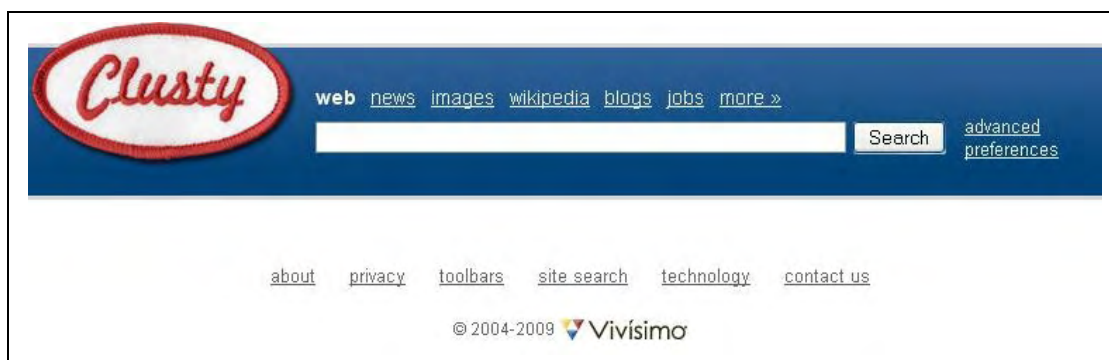 Clusty
web news images wikipedia blogs jobs more »
Search
advanced
preferences
about privacy toolbars site search technology contact us
© 2004-2009 Vivísimo